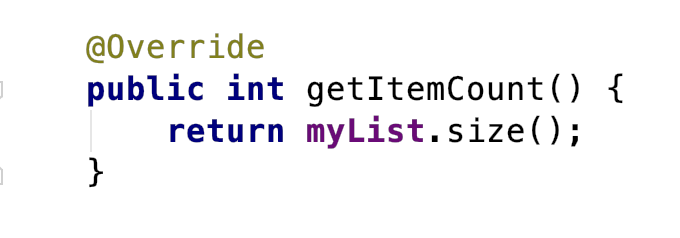 @Override
public int getItemCount() {
    return myList.size();
}